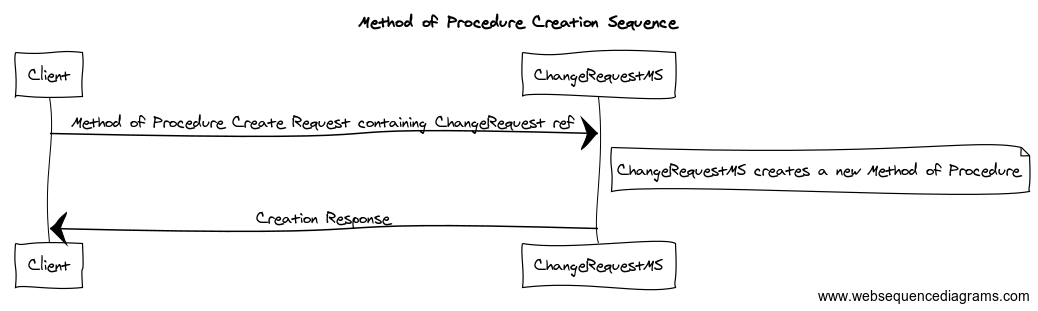 Method of Procedure Creation Sequence
Client
ChangeRequestMS
Method of Procedure Create Request containing ChangeRequest ref
ChangeRequestMS creates a new Method of Procedure
Creation Response
Client
ChangeRequestMS
www.websequencediagrams.com